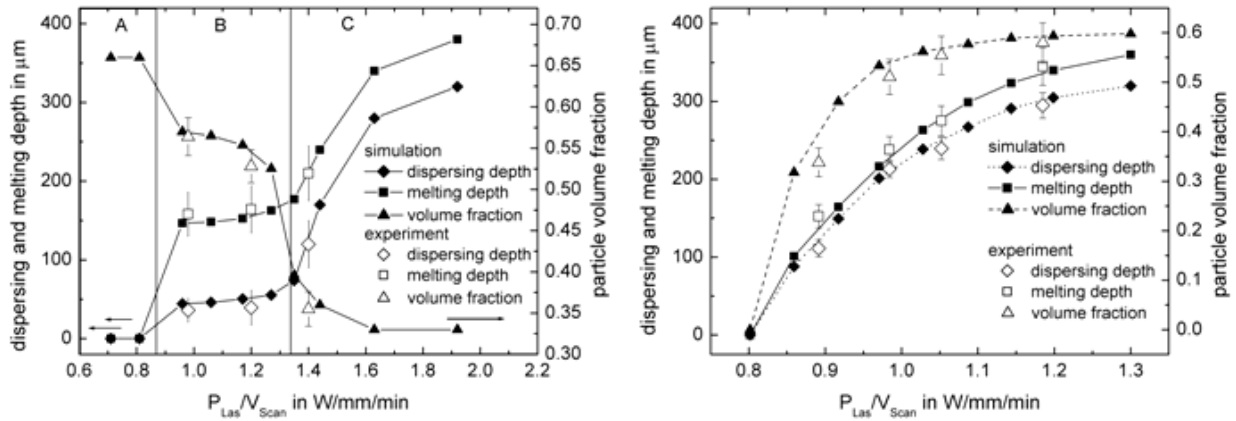 A B C
400
300
200
100
0
dispersing and melting depth in μm
0.6 0.8 1.0 1.2 1.4 1.6 1.8 2.0 2.2
P_Las/V_Scan in W/mm/min
0.70
0.65
0.60
0.55
0.50
0.45
0.40
0.35
0.30
particle volume fraction
simulation
dispersing depth
melting depth
volume fraction
experiment
dispersing depth
melting depth
volume fraction
400
300
200
100
0
dispersing and melting depth in μm
0.8 0.9 1.0 1.1 1.2 1.3
P_Las/V_Scan in W/mm/min
0.6
0.5
0.4
0.3
0.2
0.1
0.0
particle volume fraction
simulation
dispersing depth
melting depth
volume fraction
experiment
dispersing depth
melting depth
volume fraction